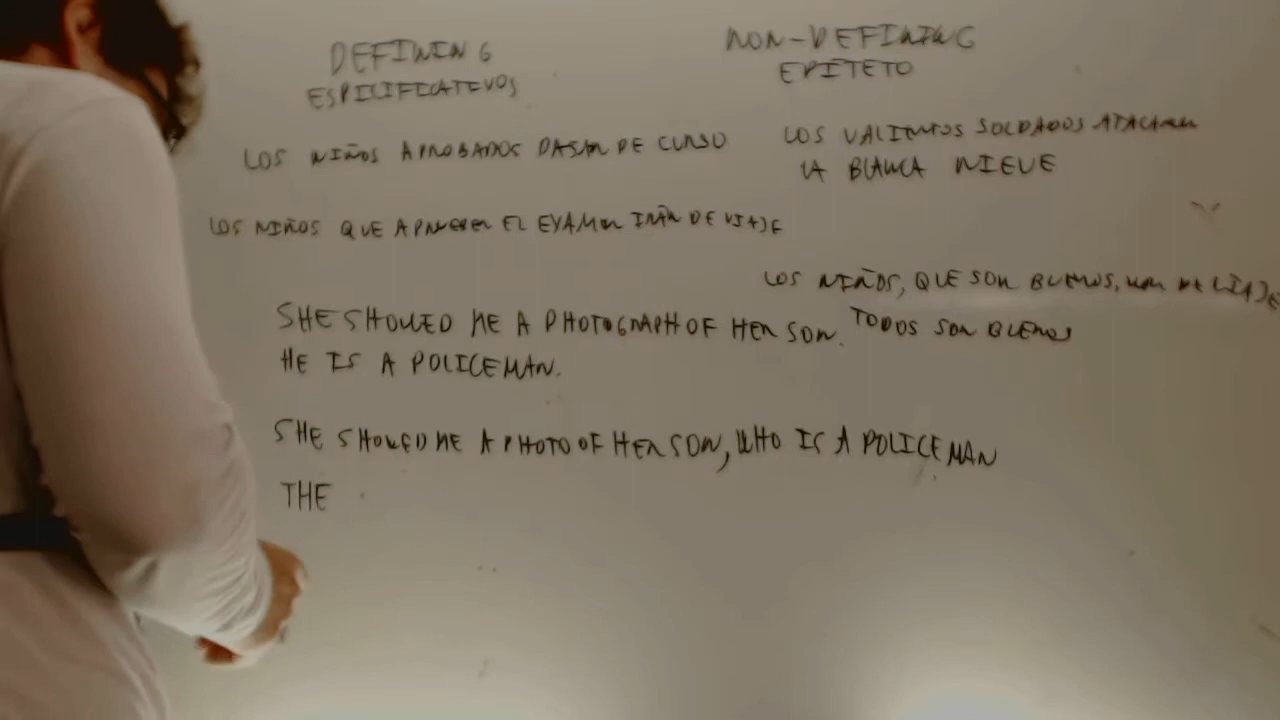 DEFINING
ESPICIFICATIVOS
NON-DEFINING
EPITETO
LOS NIÑOS APROBADOS PASAN DE CURSO
LOS VALIENTES SOLDADOS ATACARON
LA BLANCA NIEVE
LOS NIÑOS QUE APRUEBEN EL EXAMEN IRÁN DE VIAJE
LOS NIÑOS, QUE SON BUENOS, VAN DE VIAJE
TODOS SON BUENOS
SHE SHOWED ME A PHOTOGRAPH OF HER SON.
HE IS A POLICEMAN.
SHE SHOWED ME A PHOTO OF HER SON, WHO IS A POLICEMAN
THE